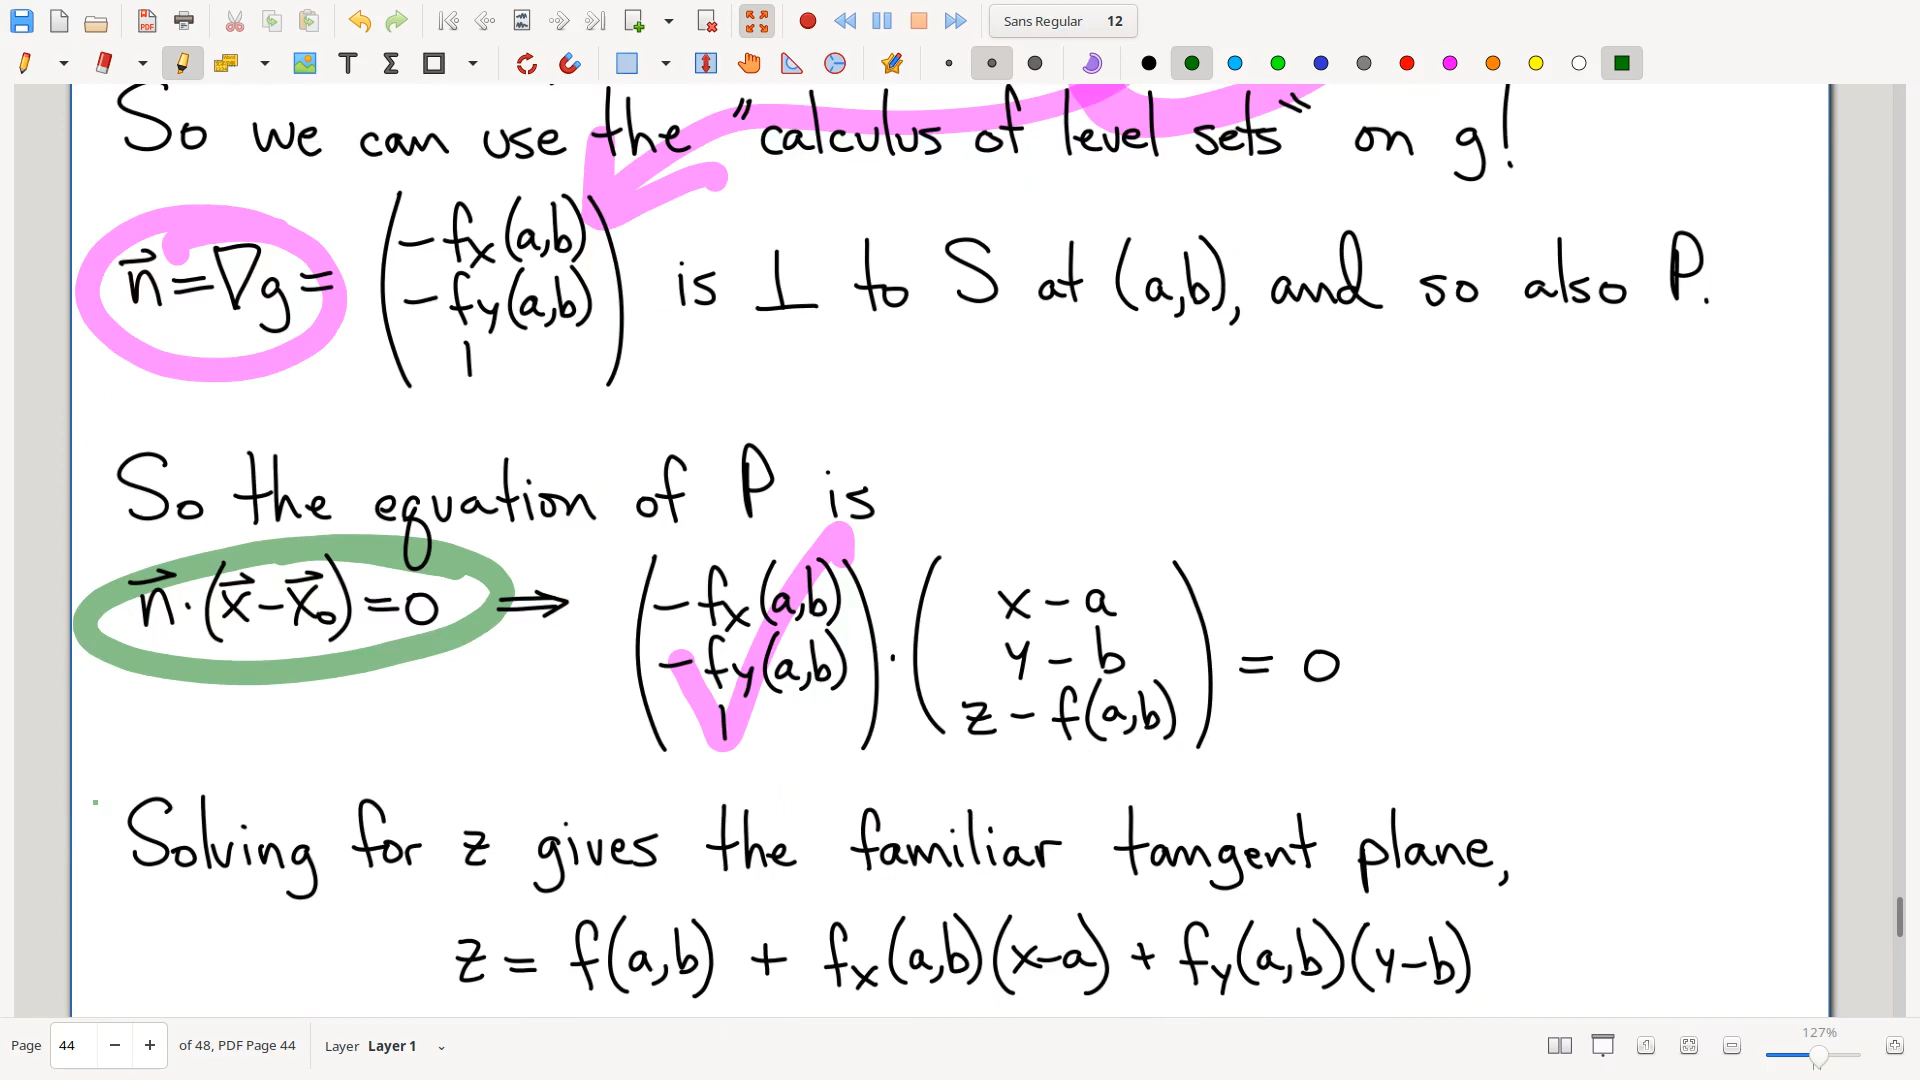 Sans Regular 12
So we can use the "calculus of level sets" on g!
n⃗ = ∇g = (-fx(a,b) -fy(a,b) 1) is ⊥ to S at (a,b), and so also P.
So the equation of P is
n⃗·(x⃗-x⃗₀)=0 ⟹ (-fx(a,b) -fy(a,b) 1) · (x-a y-b z-f(a,b)) = 0
Solving for z gives the familiar tangent plane,
z = f(a,b) + fx(a,b)(x-a) + fy(a,b)(y-b)
Page 44 of 48, PDF Page 44 Layer Layer 1 127%